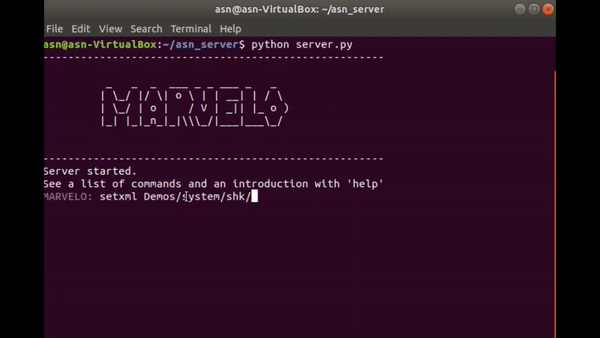 asn@asn-VirtualBox: ~/asn_server
File Edit View Search Terminal Help
asn@asn-VirtualBox:~/asn_server$ python server.py
------------------------------------------------------------
MARVELO
------------------------------------------------------------
Server started.
See a list of commands and an introduction with 'help'
MARVELO: setxml Demos/system/shk/